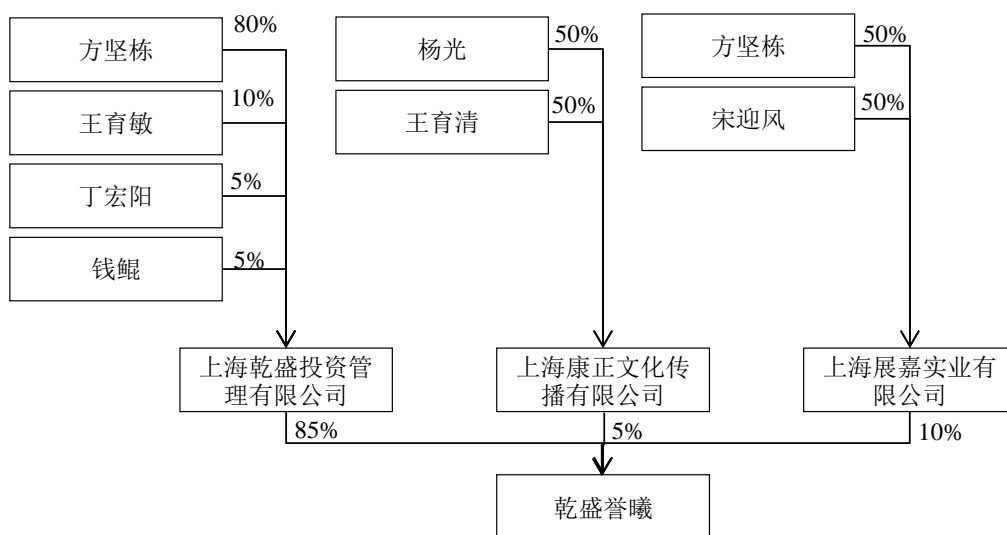 方坚栋
80%
王育敏
10%
丁宏阳
5%
钱鲲
5%
杨光
50%
王育清
50%
方坚栋
50%
宋迎风
50%
上海乾盛投资管
理有限公司
上海康正文化传
播有限公司
上海展嘉实业有
限公司
85%
5%
10%
乾盛誉曦